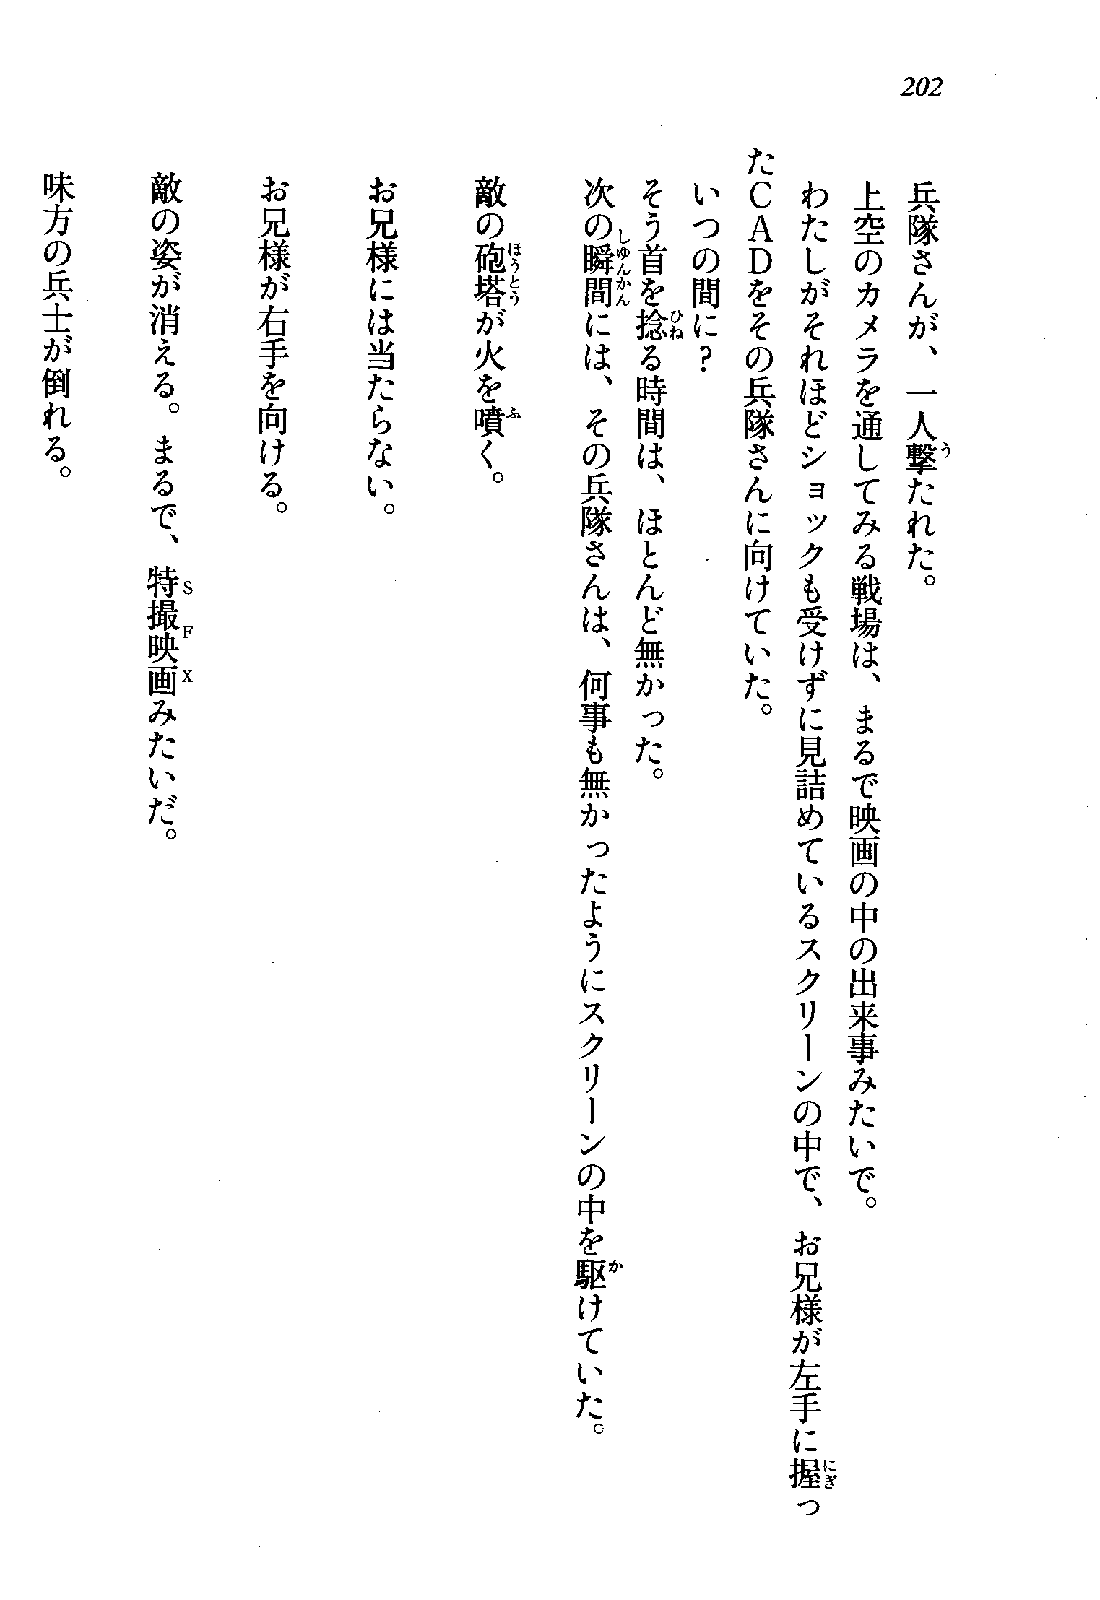 202
兵隊さんが、一人撃たれた。
上空のカメラを通してみる戦場は、まるで映画の中の出来事みたいで。
わたしがそれほどショックも受けずに見詰めているスクリーンの中で、お兄様が左手に握っ
たCADをその兵隊さんに向けていた。
いつの間に?
そう首を捻る時間は、ほとんど無かった。
次の瞬間には、その兵隊さんは、何事も無かったようにスクリーンの中を駆けていた。
敵の砲塔が火を噴く。
お兄様には当たらない。
お兄様が右手を向ける。
敵の姿が消える。まるで、特撮映画みたいだ。
味方の兵士が倒れる。